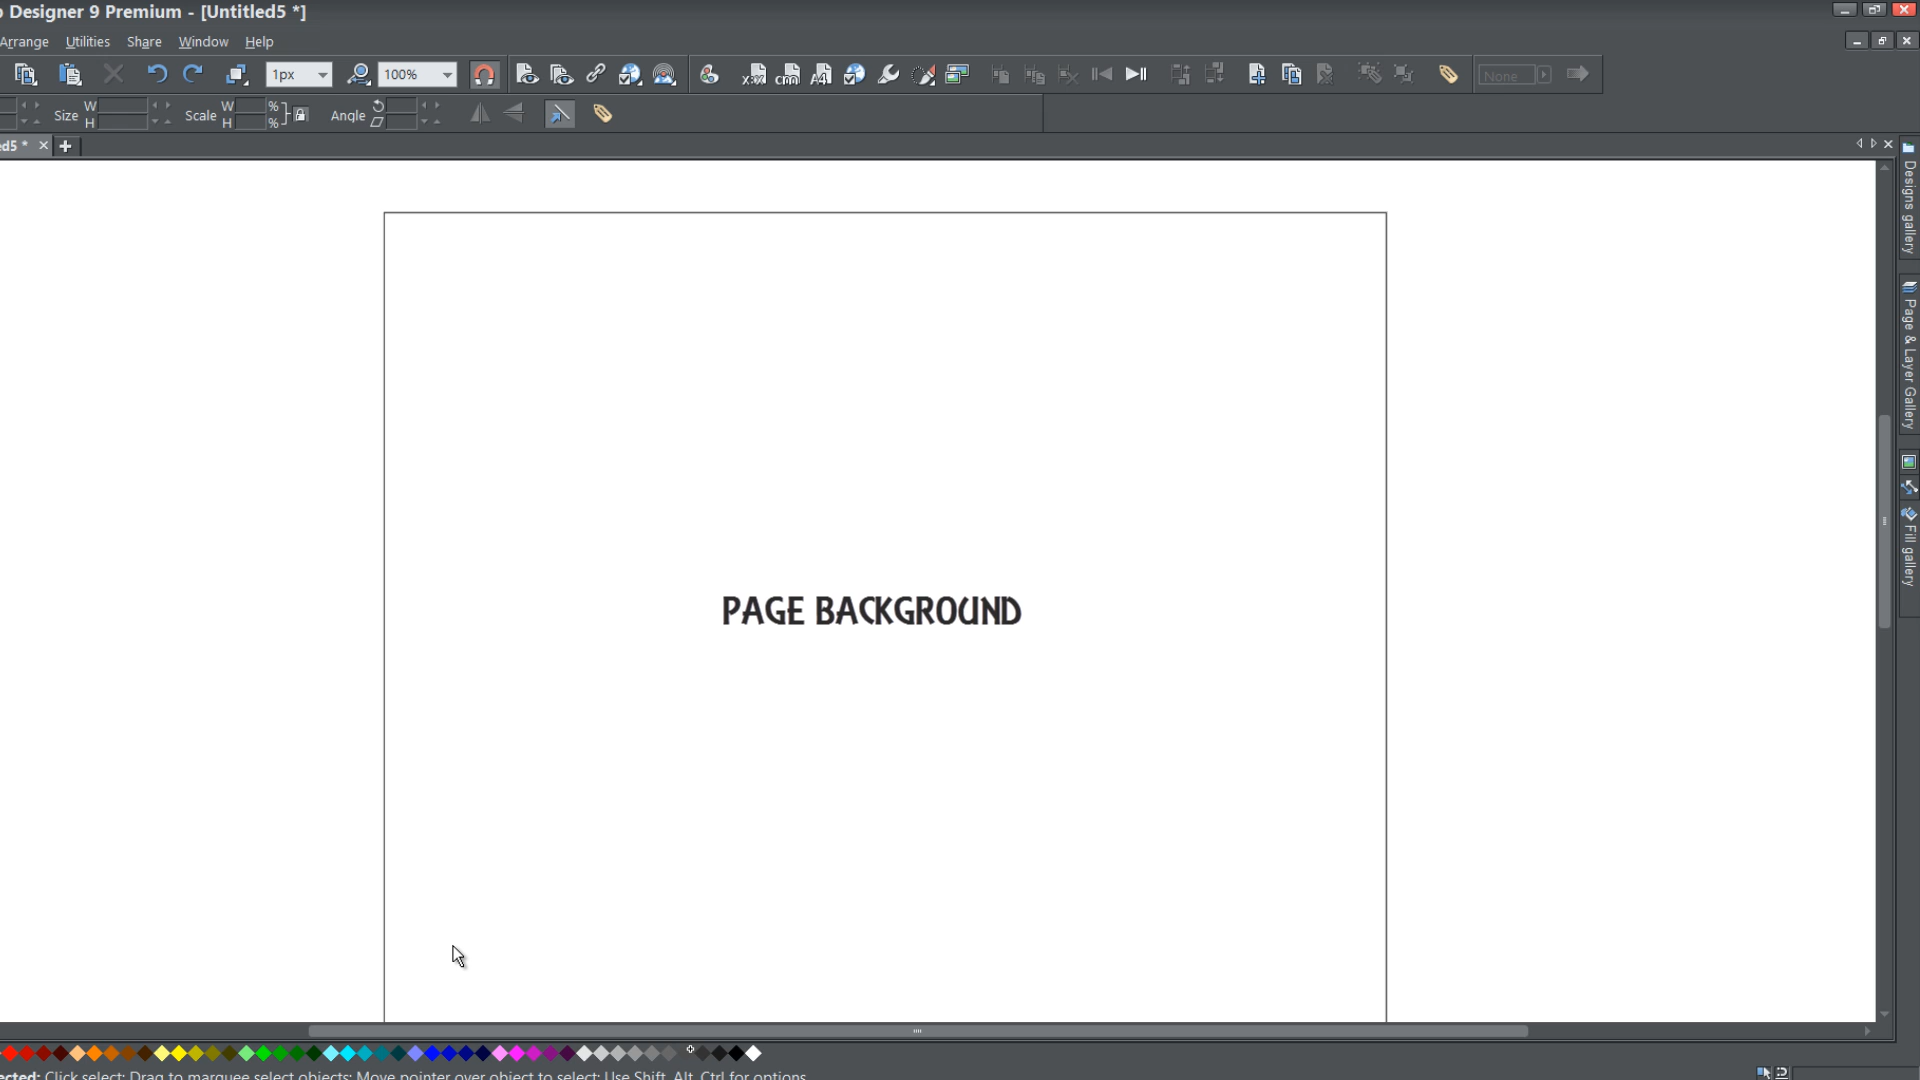 Designer 9 Premium - [Untitled5 *]
Arrange Utilities Share Window Help
1px 100% None
Size W H Scale W H % % Angle
ed5 *
Designs gallery
Page & Layer Gallery
Fill gallery
PAGE BACKGROUND
ected: Click select; Drag to marquee select objects; Move pointer over object to select; Use Shift, Alt, Ctrl for options